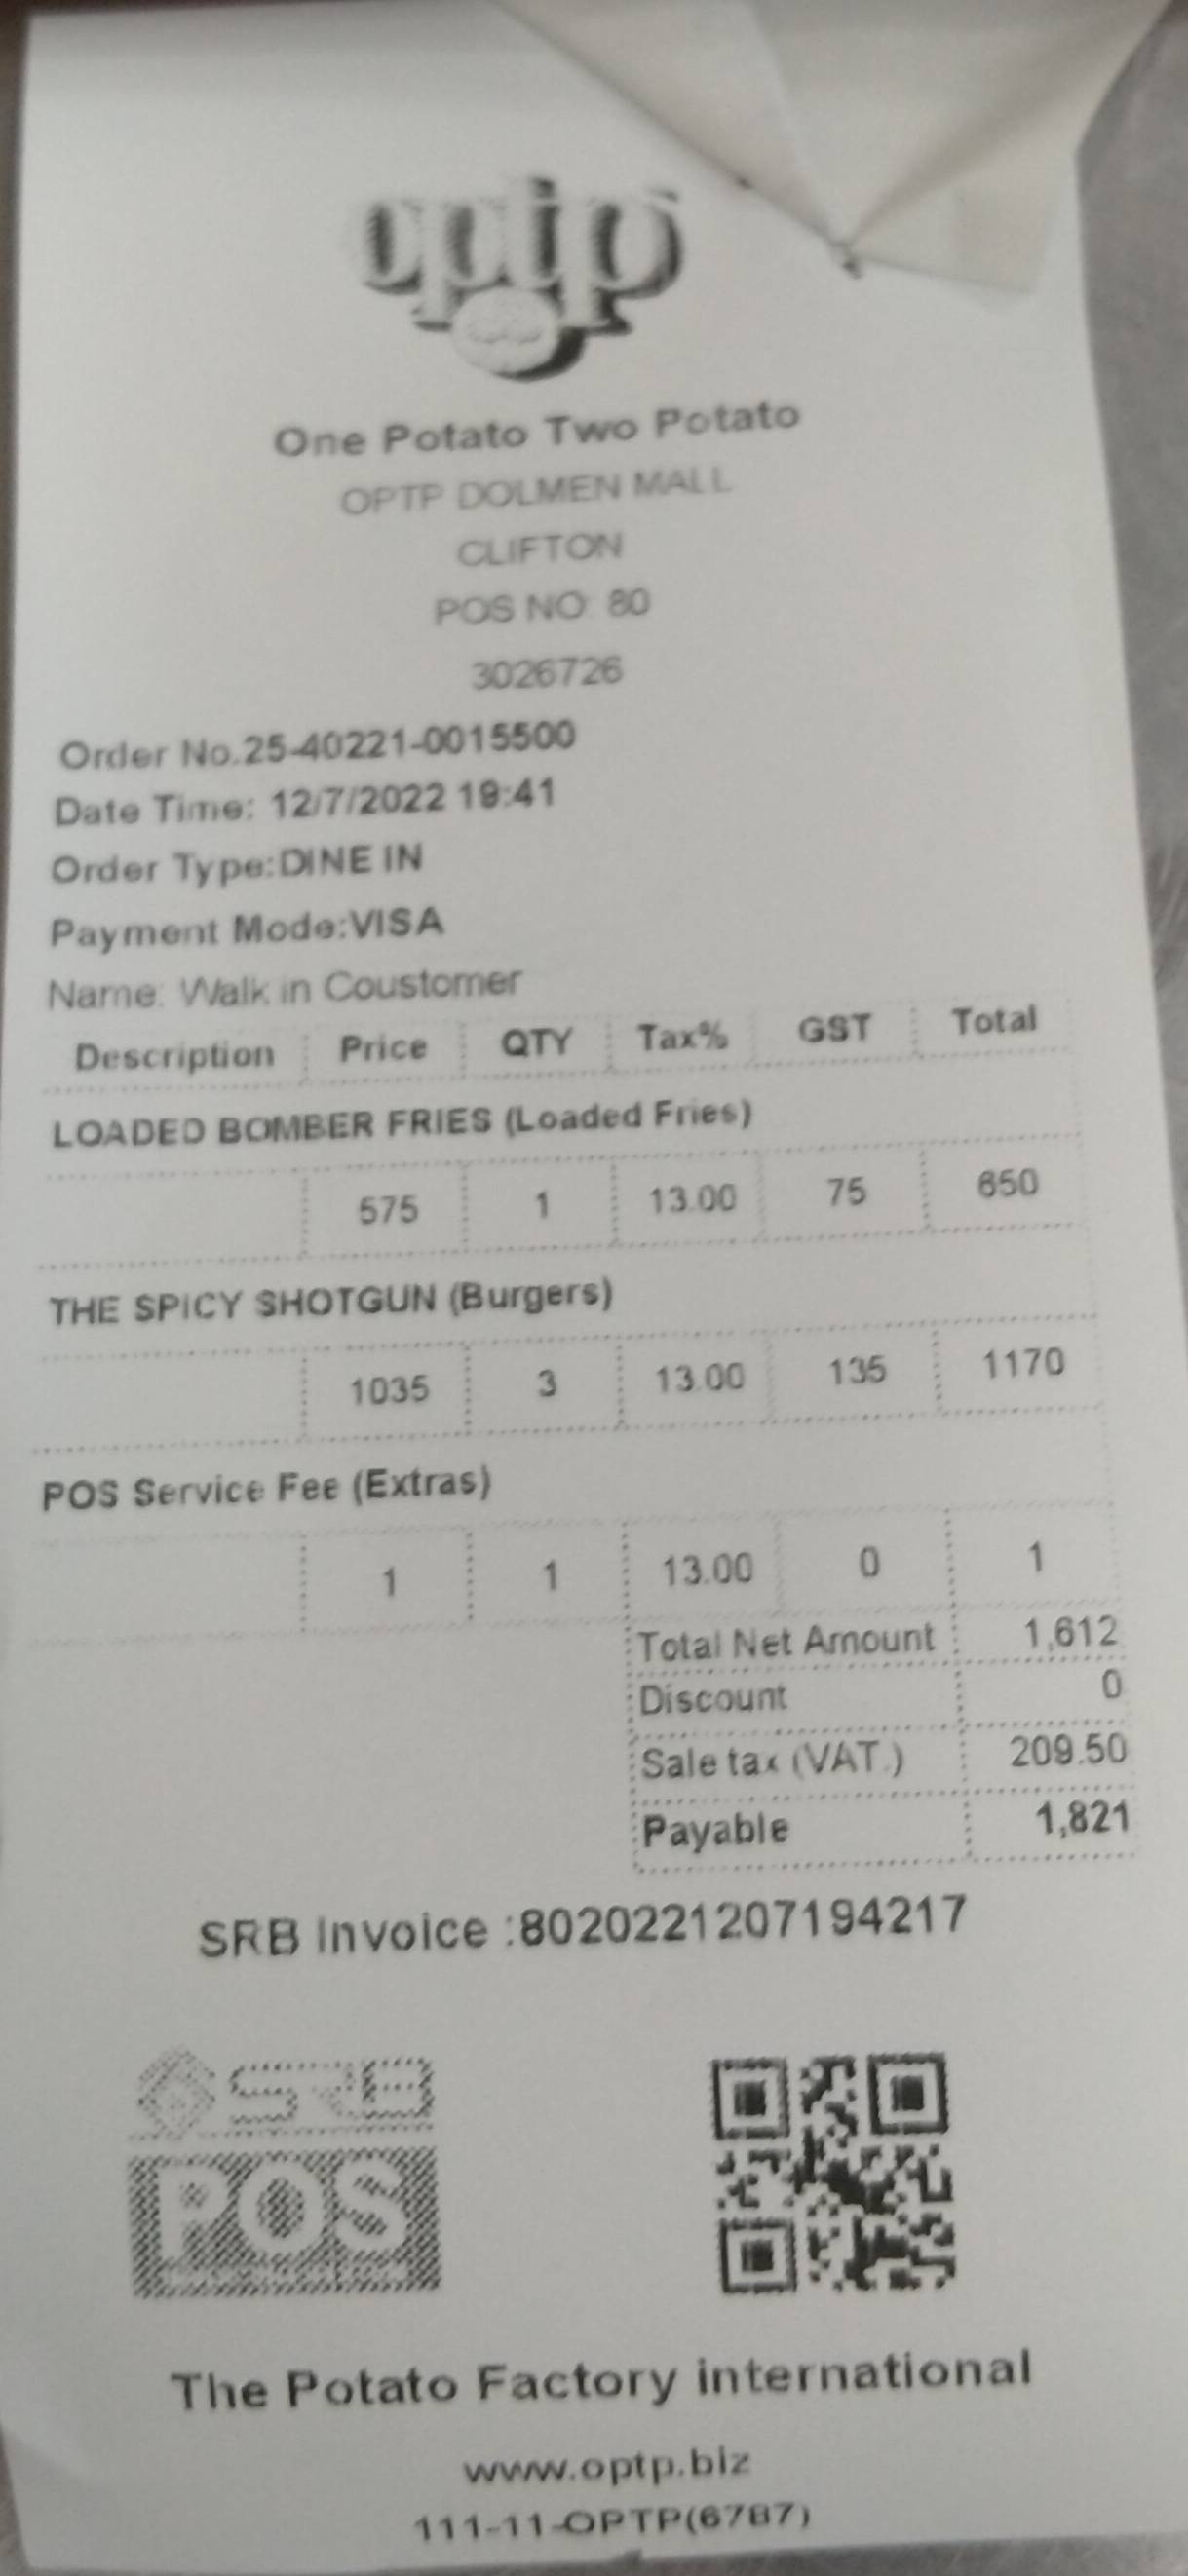 optp
One Potato Two Potato
OPTP DOLMEN MALL
CLIFTON
POS NO: 80
3026726
Order No.25-40221-0015500
Date Time: 12/7/2022 19:41
Order Type:DINE IN
Payment Mode:VISA
Name: Walk in Coustomer
Description Price QTY Tax% GST Total
LOADED BOMBER FRIES (Loaded Fries)
575 1 13.00 75 650
THE SPICY SHOTGUN (Burgers)
1035 3 13.00 135 1170
POS Service Fee (Extras)
1 1 13.00 0 1
Total Net Amount 1,612
Discount 0
Sale tax (VAT.) 209.50
Payable 1,821
SRB Invoice :8020221207194217
SRB
POS
The Potato Factory international
www.optp.biz
111-11-OPTP(6787)